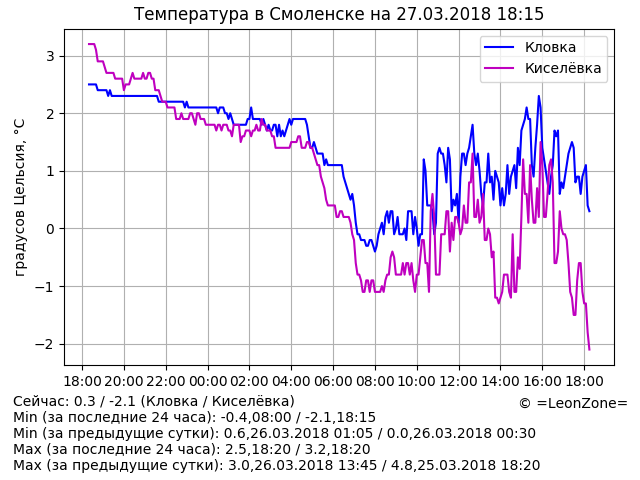 Температура в Смоленске на 27.03.2018 18:15
Кловка
Киселёвка
градусов Цельсия, °C
3
2
1
0
−1
−2
18:00 20:00 22:00 00:00 02:00 04:00 06:00 08:00 10:00 12:00 14:00 16:00 18:00
Сейчас: 0.3 / -2.1 (Кловка / Киселёвка)
© =LeonZone=
Min (за последние 24 часа): -0.4,08:00 / -2.1,18:15
Min (за предыдущие сутки): 0.6,26.03.2018 01:05 / 0.0,26.03.2018 00:30
Max (за последние 24 часа): 2.5,18:20 / 3.2,18:20
Max (за предыдущие сутки): 3.0,26.03.2018 13:45 / 4.8,25.03.2018 18:20